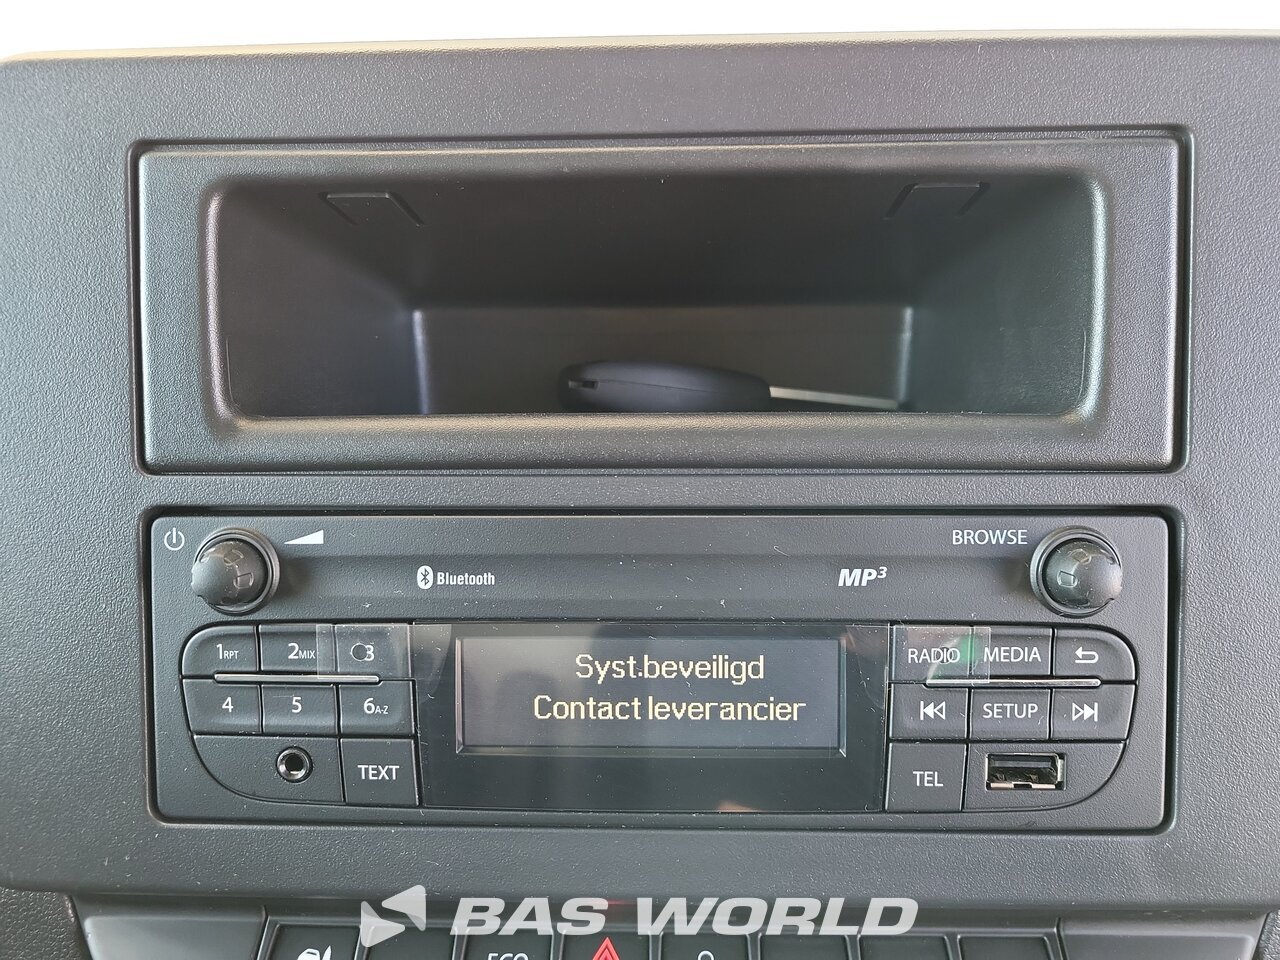 BROWSE
Bluetooth
MP3
1RPT 2MIX 3
RADIO MEDIA
Syst.beveiligd
Contact leverancier
4 5 6A-Z
SETUP
TEXT
TEL
BAS WORLD
ECO